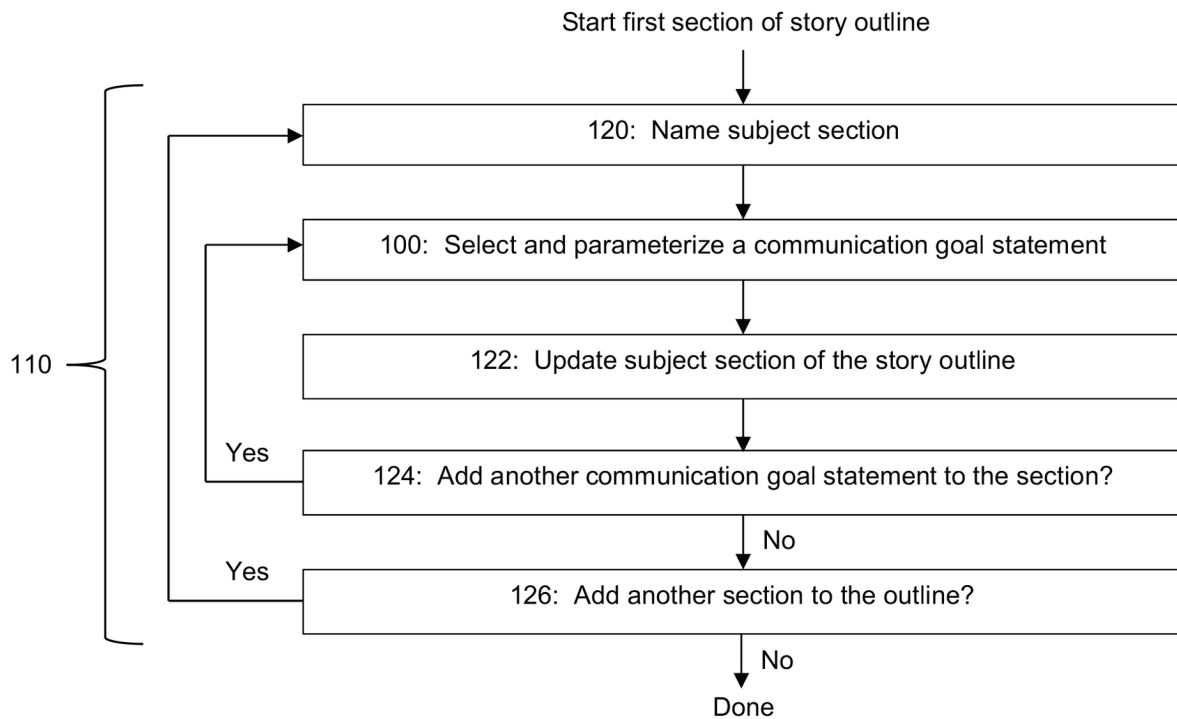 Start first section of story outline
120: Name subject section
100: Select and parameterize a communication goal statement
122: Update subject section of the story outline
110
Yes
124: Add another communication goal statement to the section?
No
Yes
126: Add another section to the outline?
No
Done